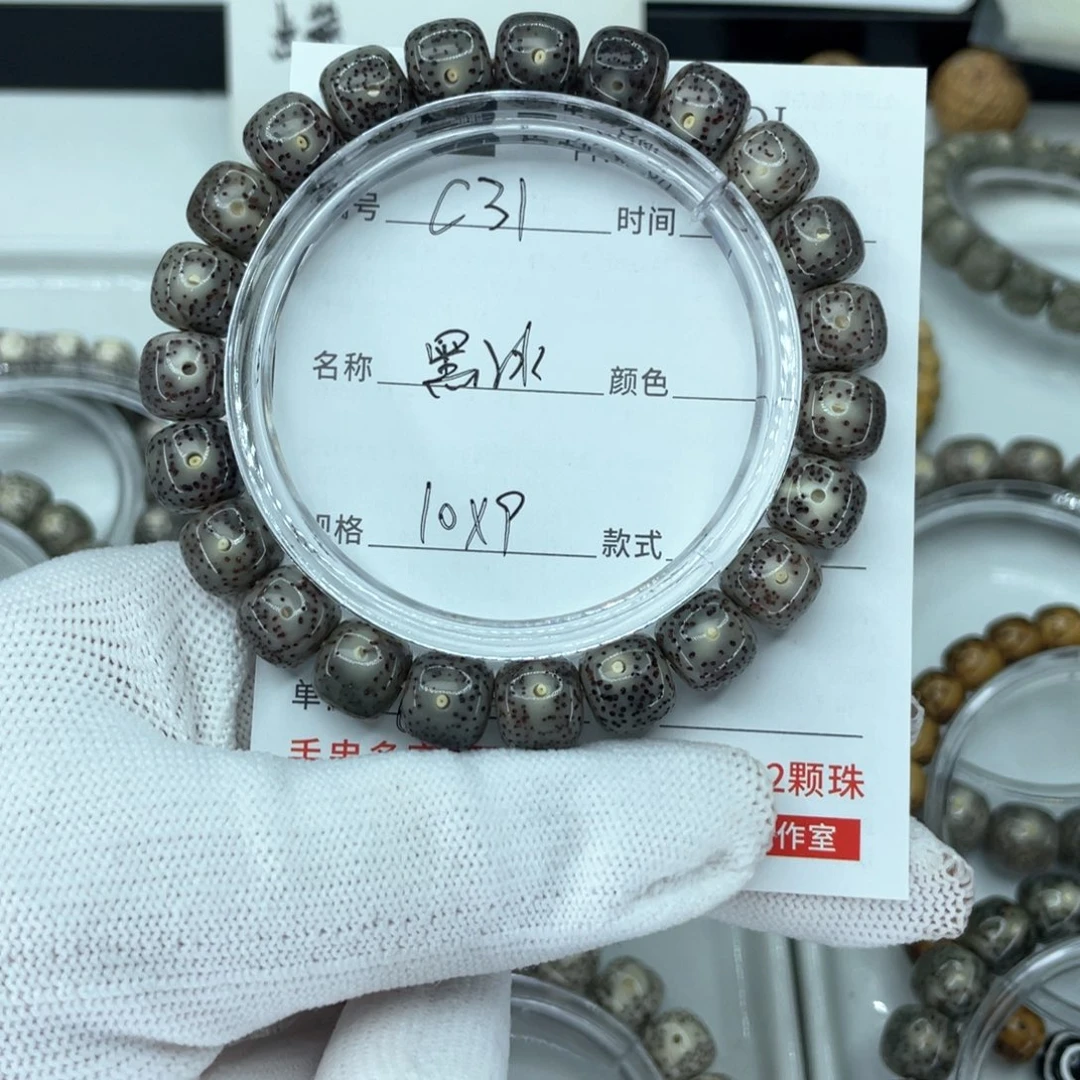 号 C31 时间
名称 黑冰 颜色
格 10X9 款式
单
2颗珠
作室